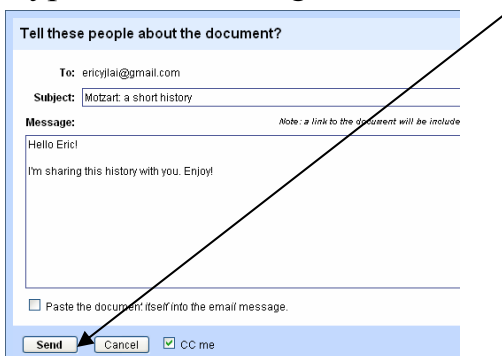 Tell these people about the document?
To: ericyjlai@gmail.com
Subject: Motzart: a short history
Message: Note: a link to the document will be include
Hello Eric!
I'm sharing this history with you. Enjoy!
Paste the document itself into the email message.
Send Cancel CC me